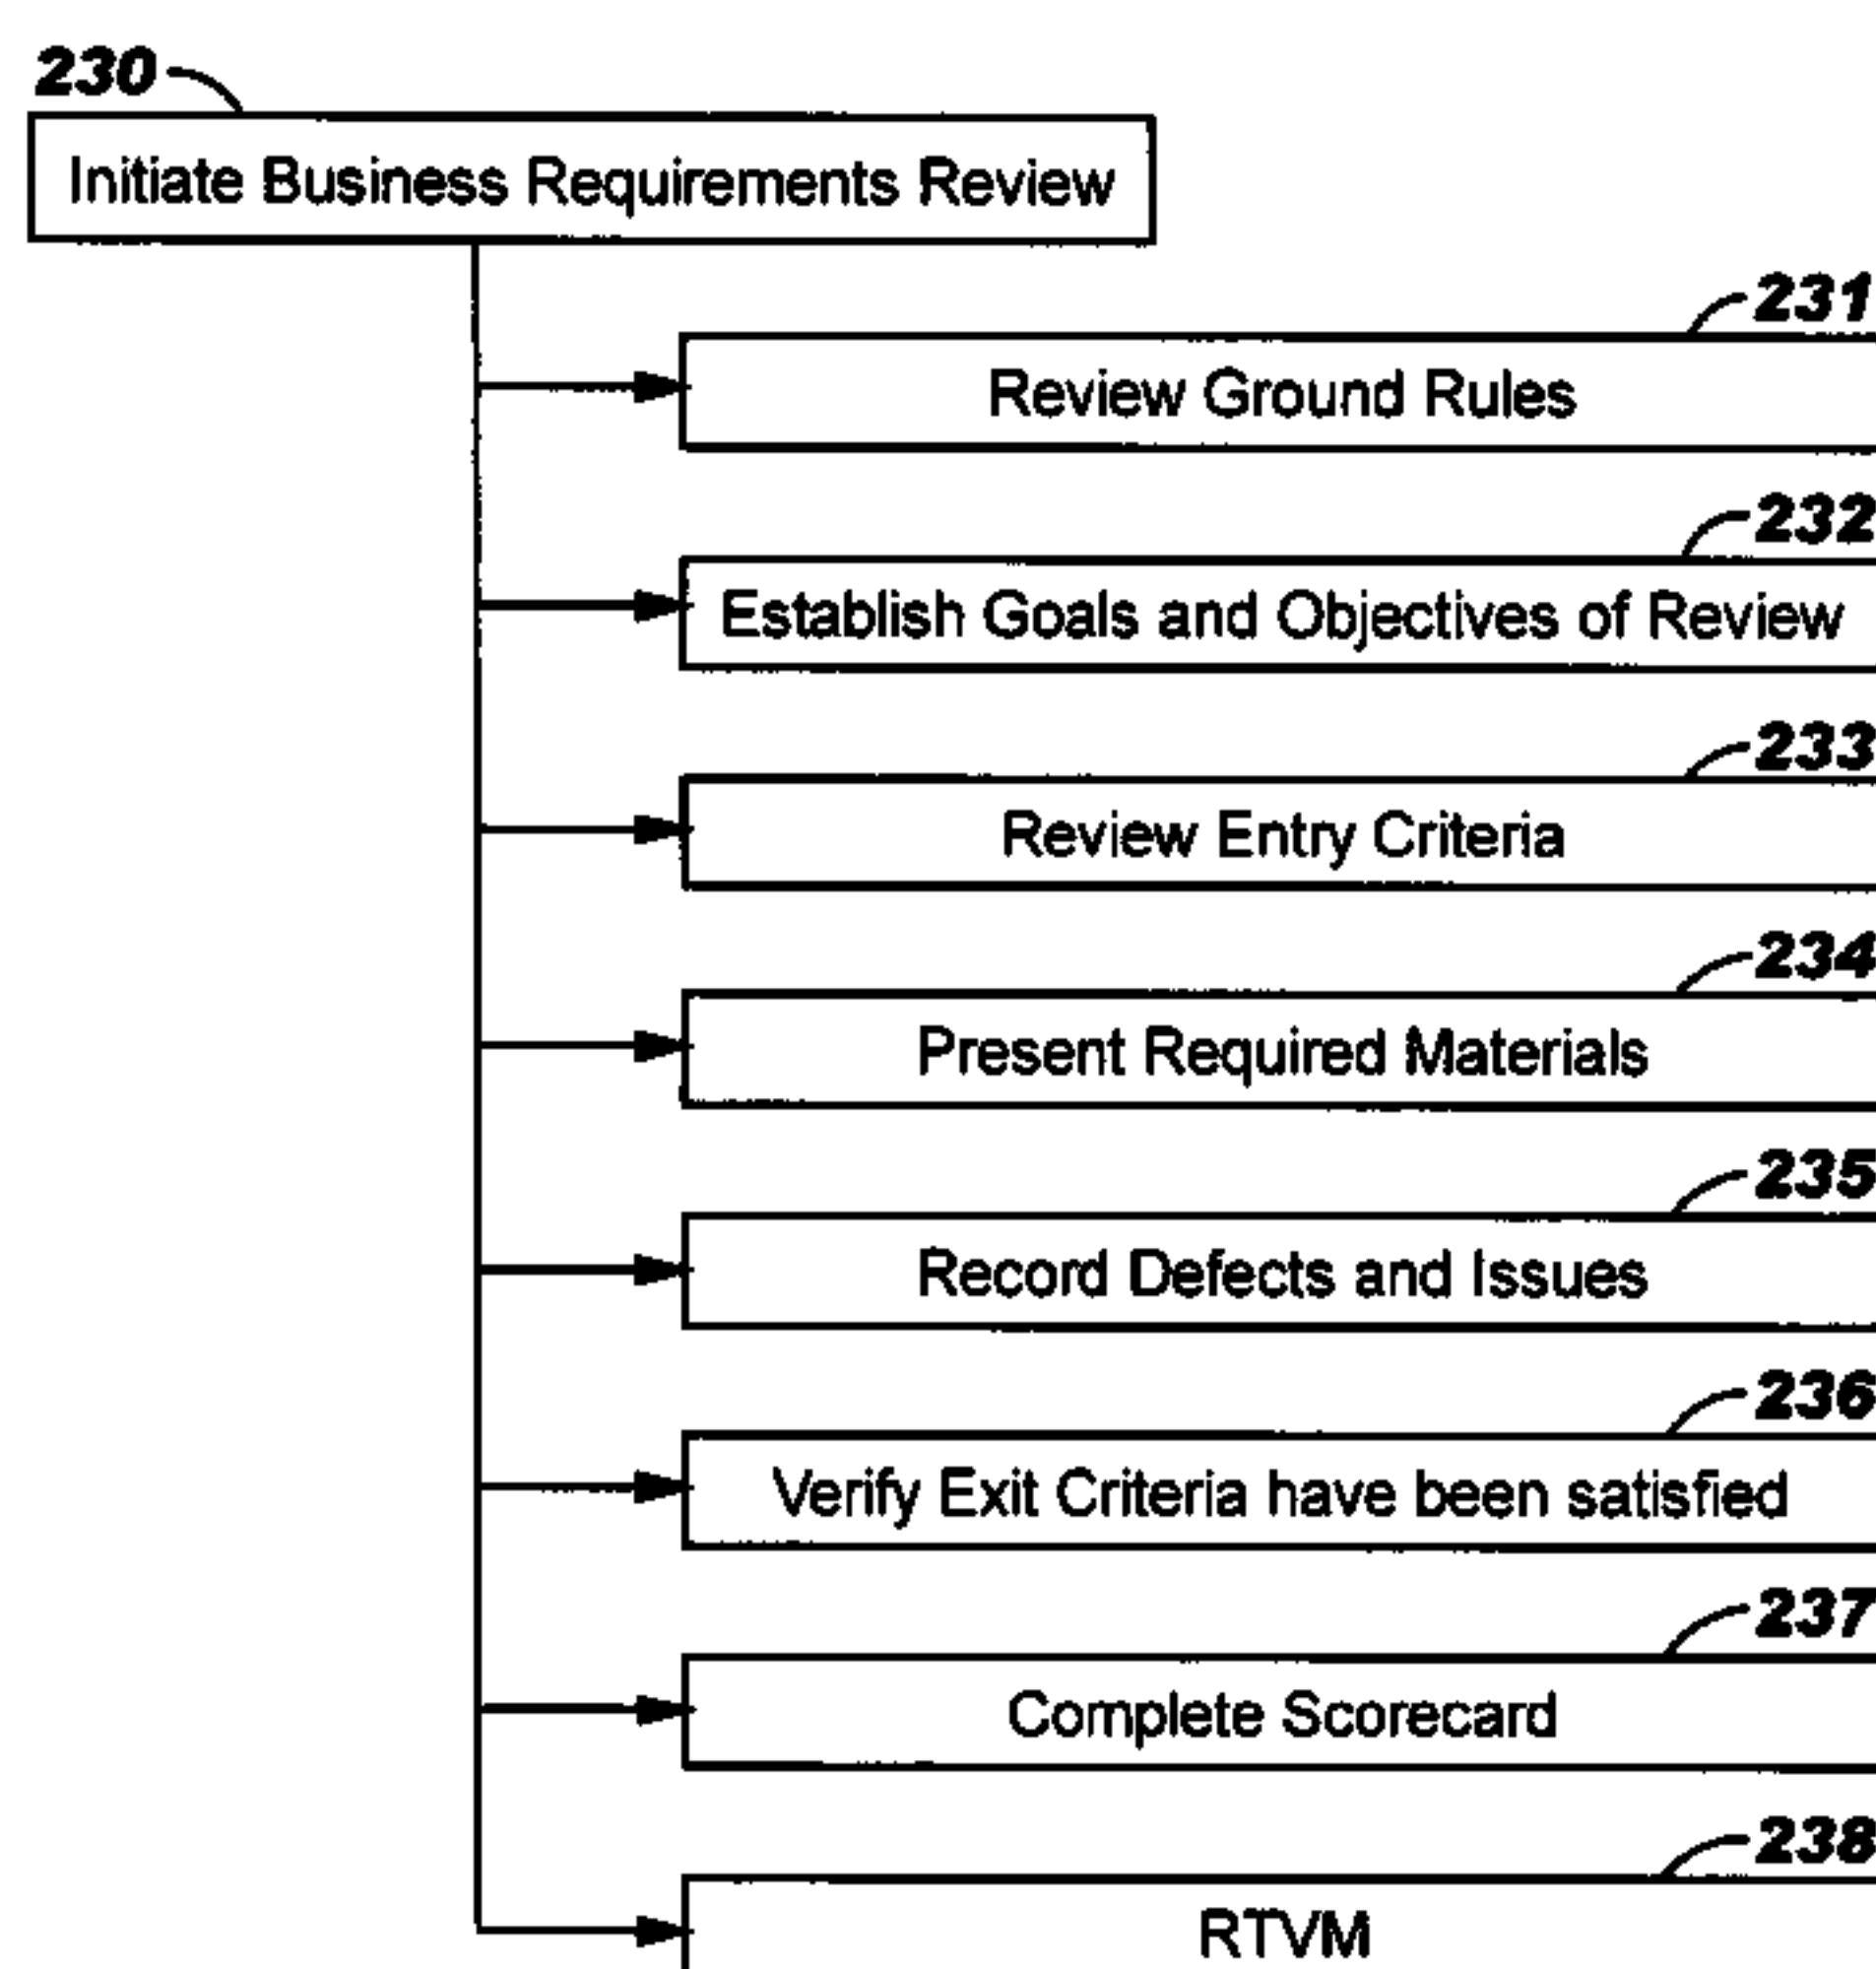 230
Initiate Business Requirements Review
231
Review Ground Rules
232
Establish Goals and Objectives of Review
233
Review Entry Criteria
234
Present Required Materials
235
Record Defects and Issues
236
Verify Exit Criteria have been satisfied
237
Complete Scorecard
238
RTVM